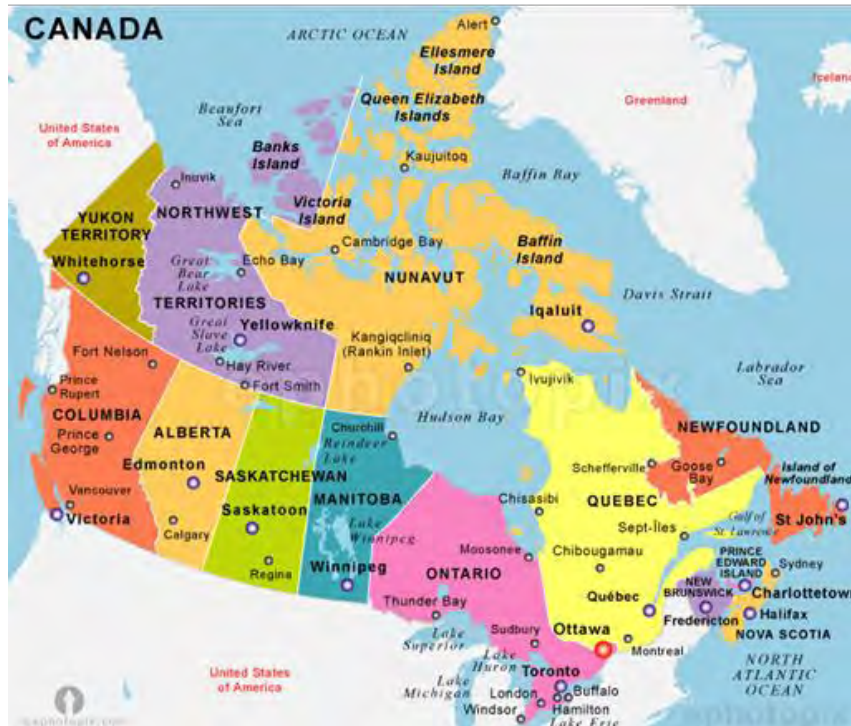 CANADA
ARCTIC OCEAN
Alert
Ellesmere
Island
Queen Elizabeth
Islands
Greenland
Iceland
United States
of America
Beaufort
Sea
Banks
Island
Kaujuitoq
Baffin Bay
Inuvik
YUKON
TERRITORY
NORTHWEST
Victoria
Island
Baffin
Island
Cambridge Bay
Whitehorse
Great
Bear
Lake
Echo Bay
NUNAVUT
Davis Strait
TERRITORIES
Iqaluit
Great
Slave
Lake
Yellowknife
Kangiqcliniq
(Rankin Inlet)
Fort Nelson
Hay River
Fort Smith
Ivujivik
Labrador
Sea
Prince
Rupert
COLUMBIA
Prince
George
ALBERTA
Edmonton
Hudson Bay
Churchill
Reindeer
Lake
NEWFOUNDLAND
Schefferville
Goose
Bay
Island of
Newfoundland
SASKATCHEWAN
Saskatoon
MANITOBA
Vancouver
Victoria
Calgary
Lake
Winnipeg
Chisasibi
QUEBEC
Sept-Îles
Gulf of
St. Lawrence
St John's
Regina
Winnipeg
Moosonee
Chibougamau
ONTARIO
PRINCE
EDWARD
ISLAND
Sydney
NEW
BRUNSWICK
Charlottetown
Thunder Bay
Québec
Fredericton
Halifax
Ottawa
NOVA SCOTIA
Lake
Superior
Sudbury
Montreal
Lake
Huron
Toronto
NORTH
ATLANTIC
OCEAN
United States
of America
Lake
Michigan
London
Buffalo
Hamilton
Windsor
Lake Erie